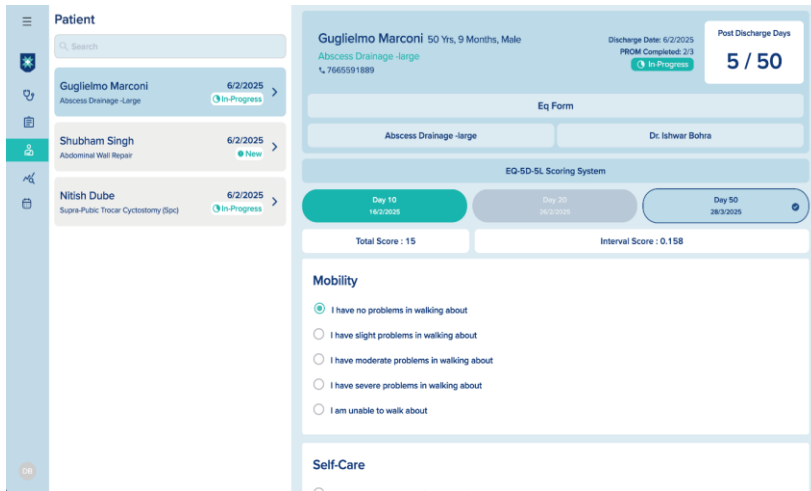 Patient
Search
Guglielmo Marconi 6/2/2025
Abscess Drainage -Large In-Progress
Shubham Singh 6/2/2025
Abdominal Wall Repair New
Nitish Dube 6/2/2025
Supra-Pubic Trocar Cyctostomy (Spc) In-Progress
DB
Guglielmo Marconi 50 Yrs, 9 Months, Male
Abscess Drainage -large
7665591889
Discharge Date: 6/2/2025
PROM Completed: 2/3
In Progress
Post Discharge Days
5 / 50
Eq Form
Abscess Drainage -large Dr. Ishwar Bohra
EQ-5D-5L Scoring System
Day 10
16/2/2025
Day 20
26/2/2025
Day 50
28/3/2025
Total Score : 15 Interval Score : 0.158
Mobility
I have no problems in walking about
I have slight problems in walking about
I have moderate problems in walking about
I have severe problems in walking about
I am unable to walk about
Self-Care